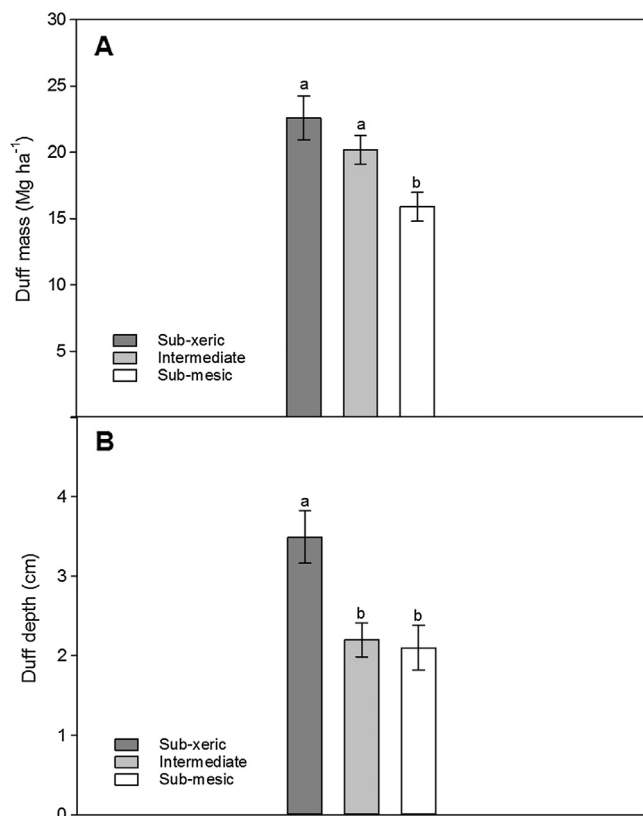 30
A
25
20
15
10
5
Duff mass (Mg ha⁻¹)
a
a
b
Sub-xeric
Intermediate
Sub-mesic
B
4
3
2
1
0
Duff depth (cm)
a
b
b
Sub-xeric
Intermediate
Sub-mesic